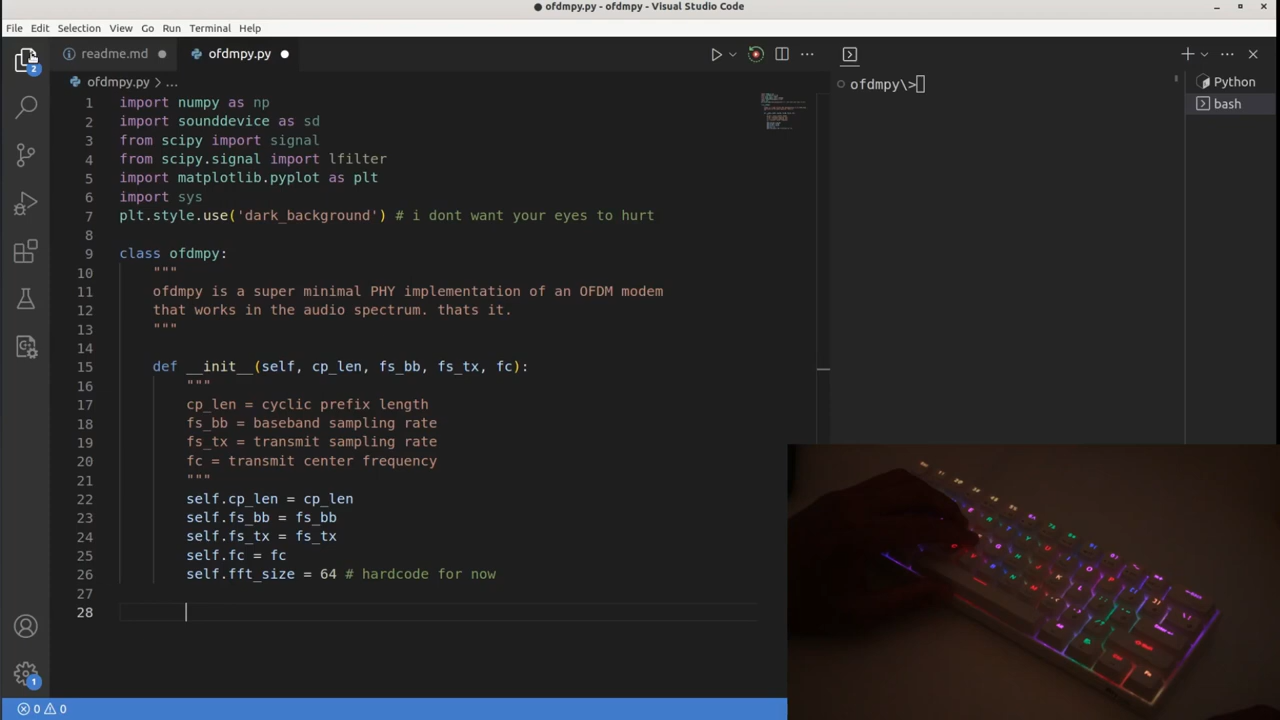 ofdmpy.py - ofdmpy - Visual Studio Code
File Edit Selection View Go Run Terminal Help
readme.md ofdmpy.py
ofdmpy.py > ...
ofdmpy\>
Python
bash
2
1 import numpy as np
2 import sounddevice as sd
3 from scipy import signal
4 from scipy.signal import lfilter
5 import matplotlib.pyplot as plt
6 import sys
7 plt.style.use('dark_background') # i dont want your eyes to hurt
8
9 class ofdmpy:
10 """
11 ofdmpy is a super minimal PHY implementation of an OFDM modem
12 that works in the audio spectrum. thats it.
13 """
14
15 def __init__(self, cp_len, fs_bb, fs_tx, fc):
16 """
17 cp_len = cyclic prefix length
18 fs_bb = baseband sampling rate
19 fs_tx = transmit sampling rate
20 fc = transmit center frequency
21 """
22 self.cp_len = cp_len
23 self.fs_bb = fs_bb
24 self.fs_tx = fs_tx
25 self.fc = fc
26 self.fft_size = 64 # hardcode for now
27
28
1
0 0